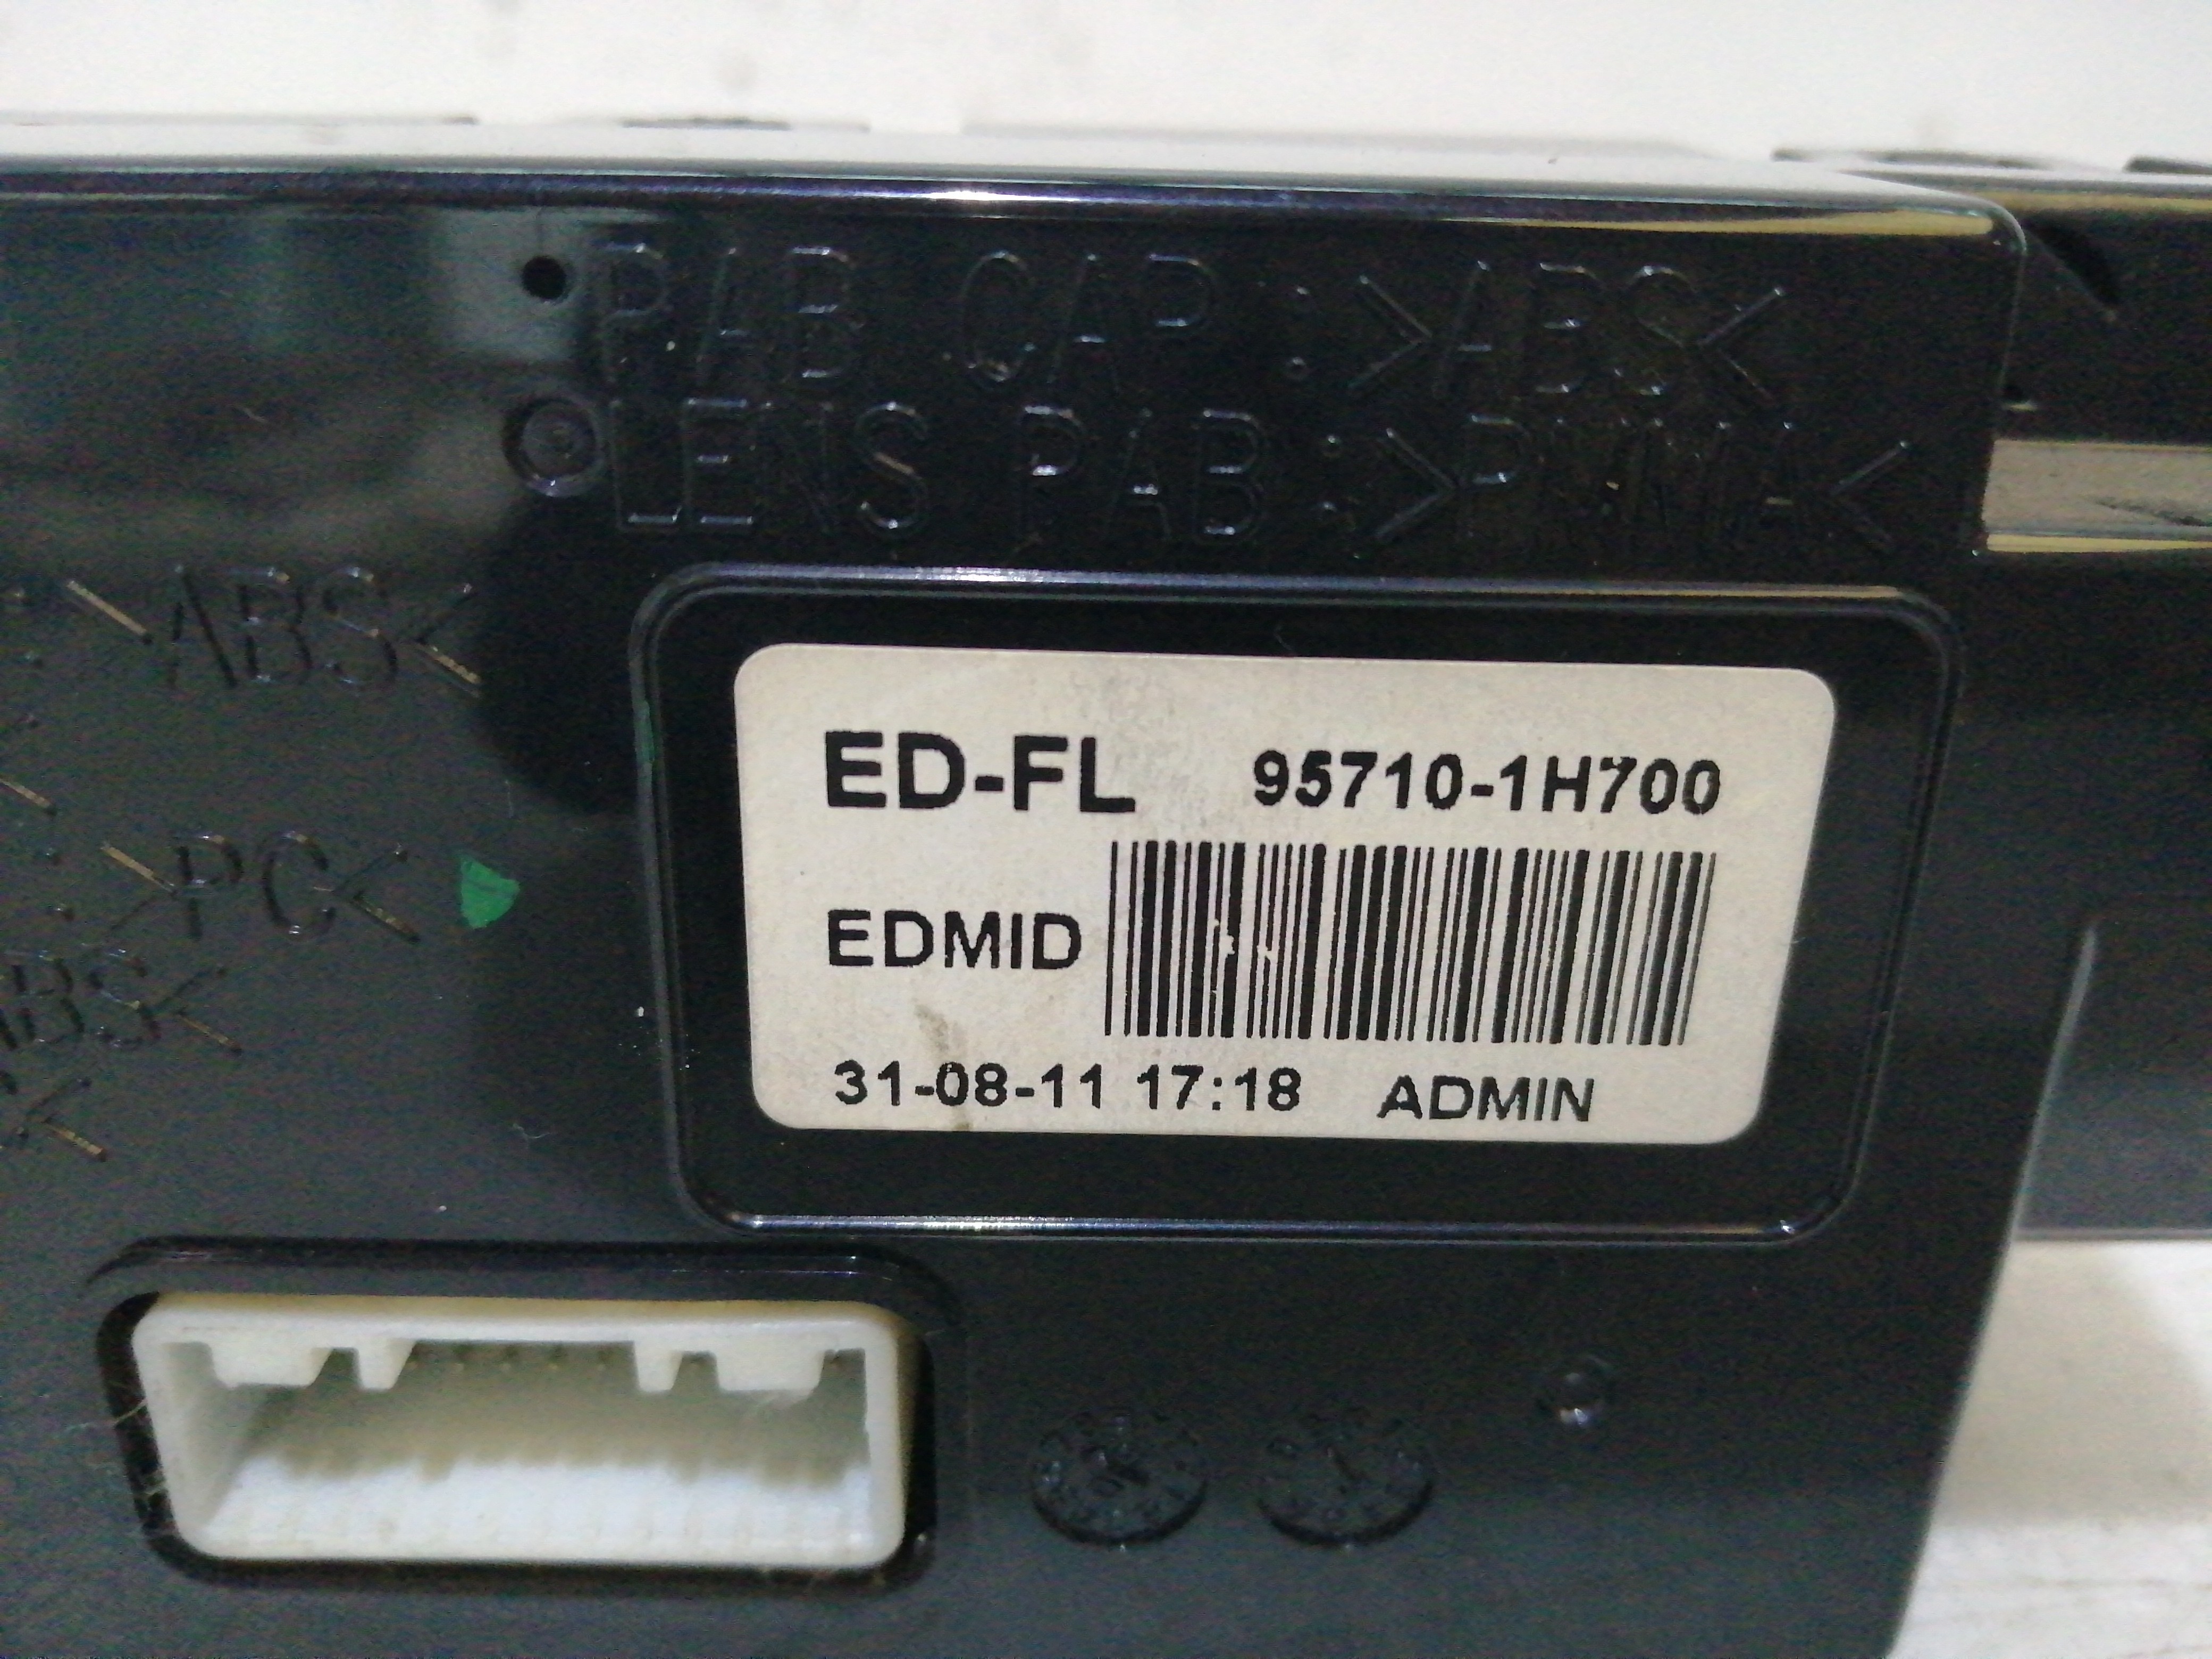 PAB CAP : >ABS<
LENS PAB : >PMMA<
>ABS<
>PC<
ABS<
ED-FL 95710-1H700
EDMID
31-08-11 17:18 ADMIN